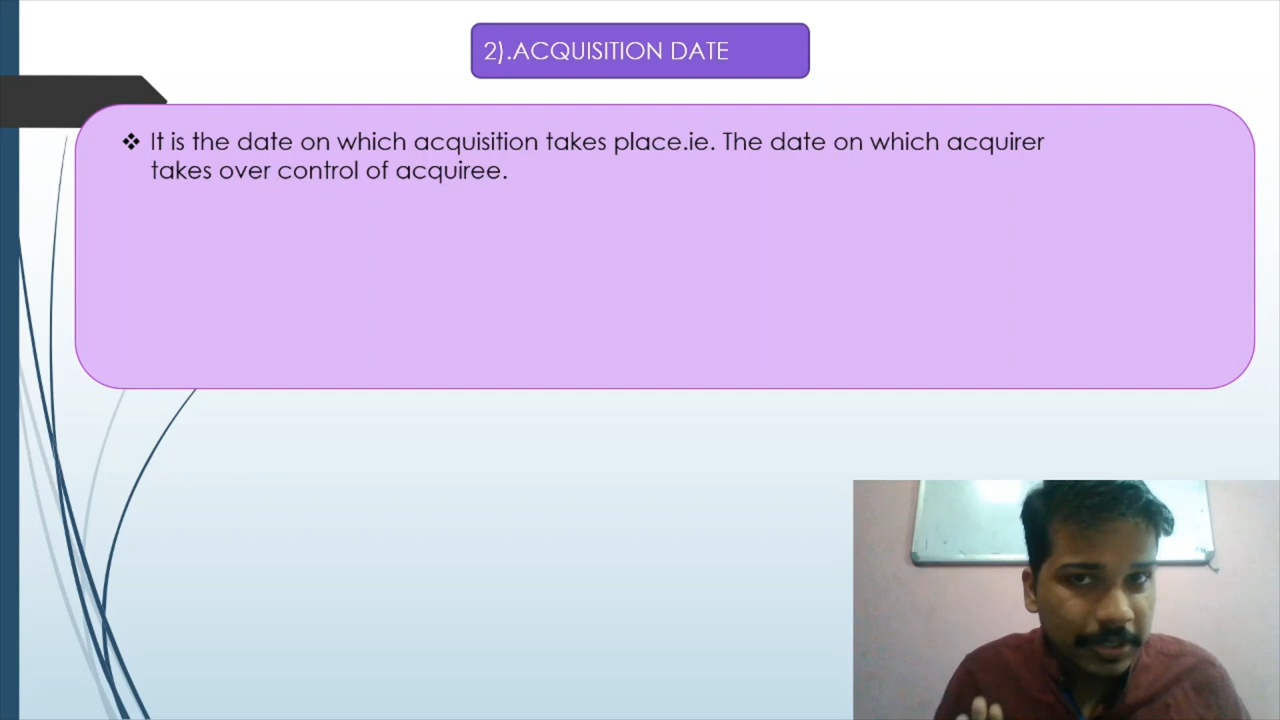 2).ACQUISITION DATE
❖ It is the date on which acquisition takes place.ie. The date on which acquirer
takes over control of acquiree.